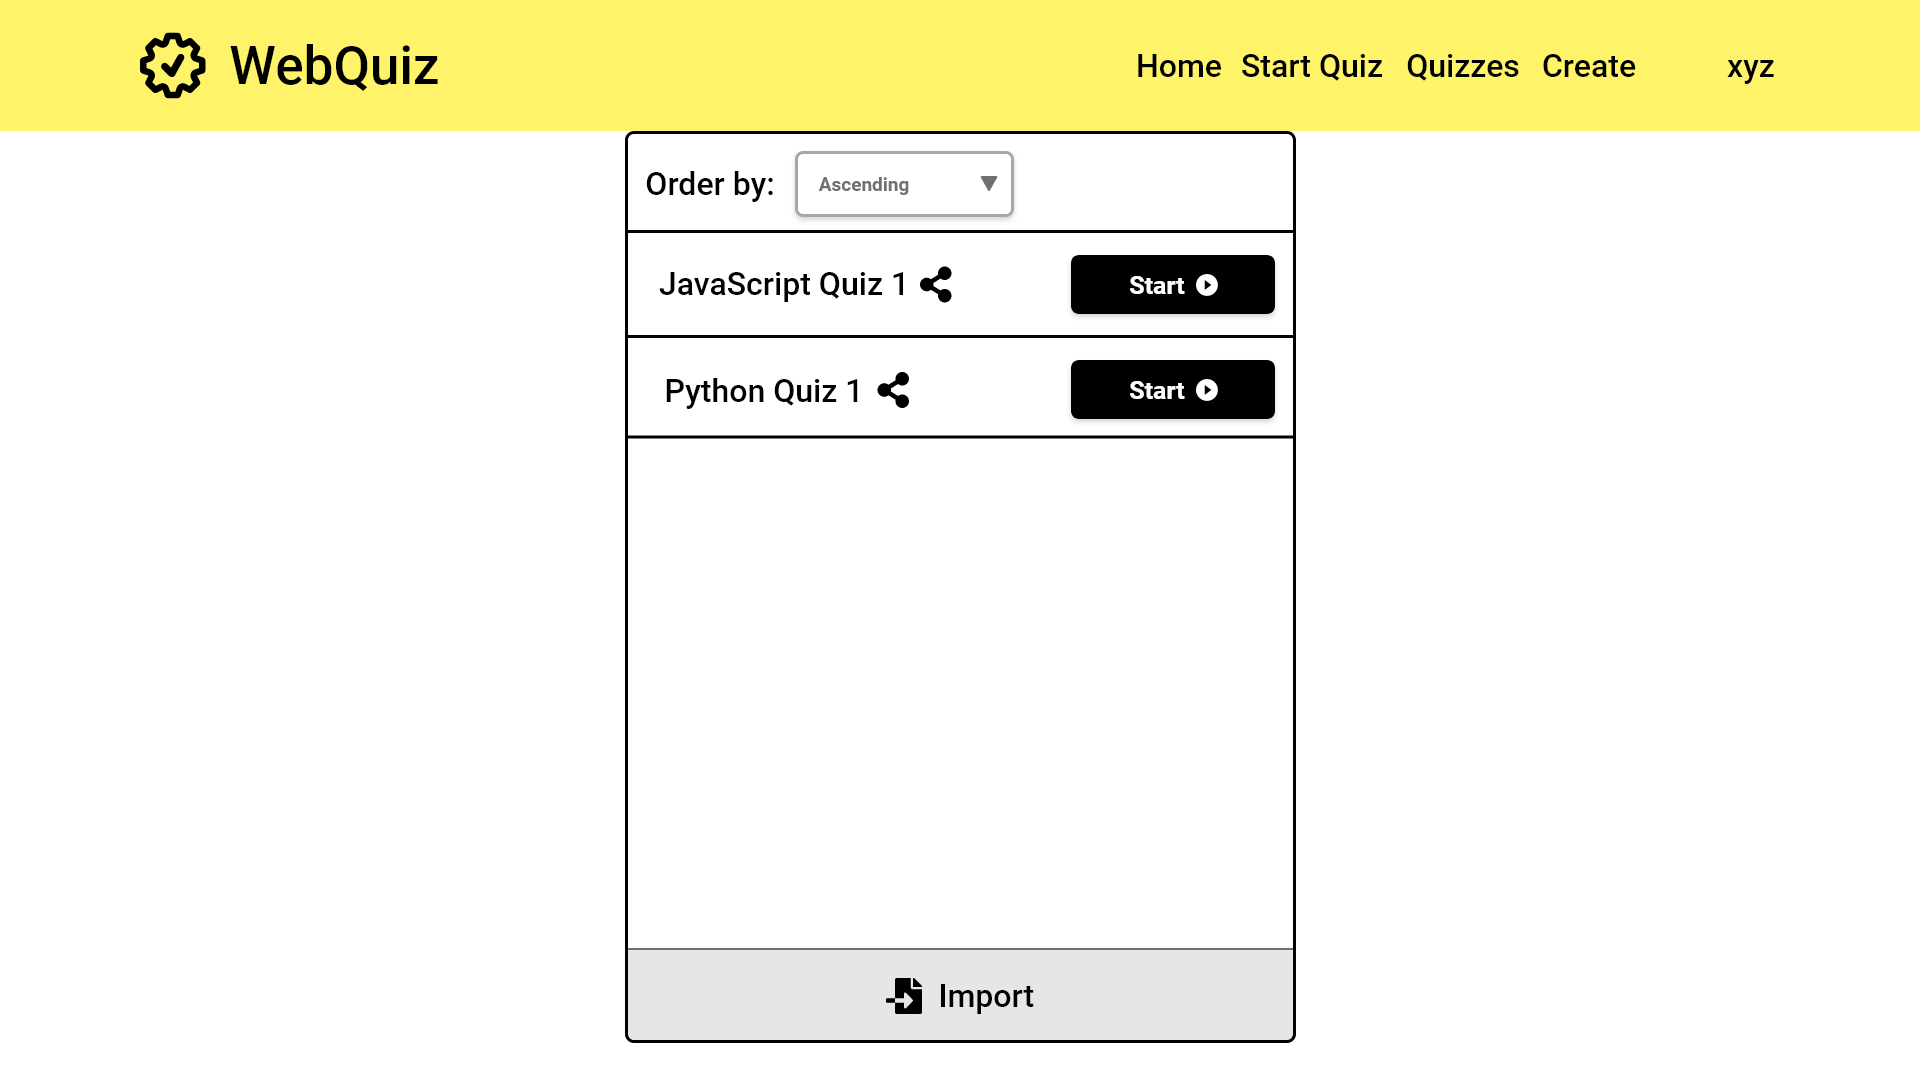 WebQuiz
Home Start Quiz Quizzes Create xyz
Order by: Ascending
JavaScript Quiz 1 Start
Python Quiz 1 Start
Import